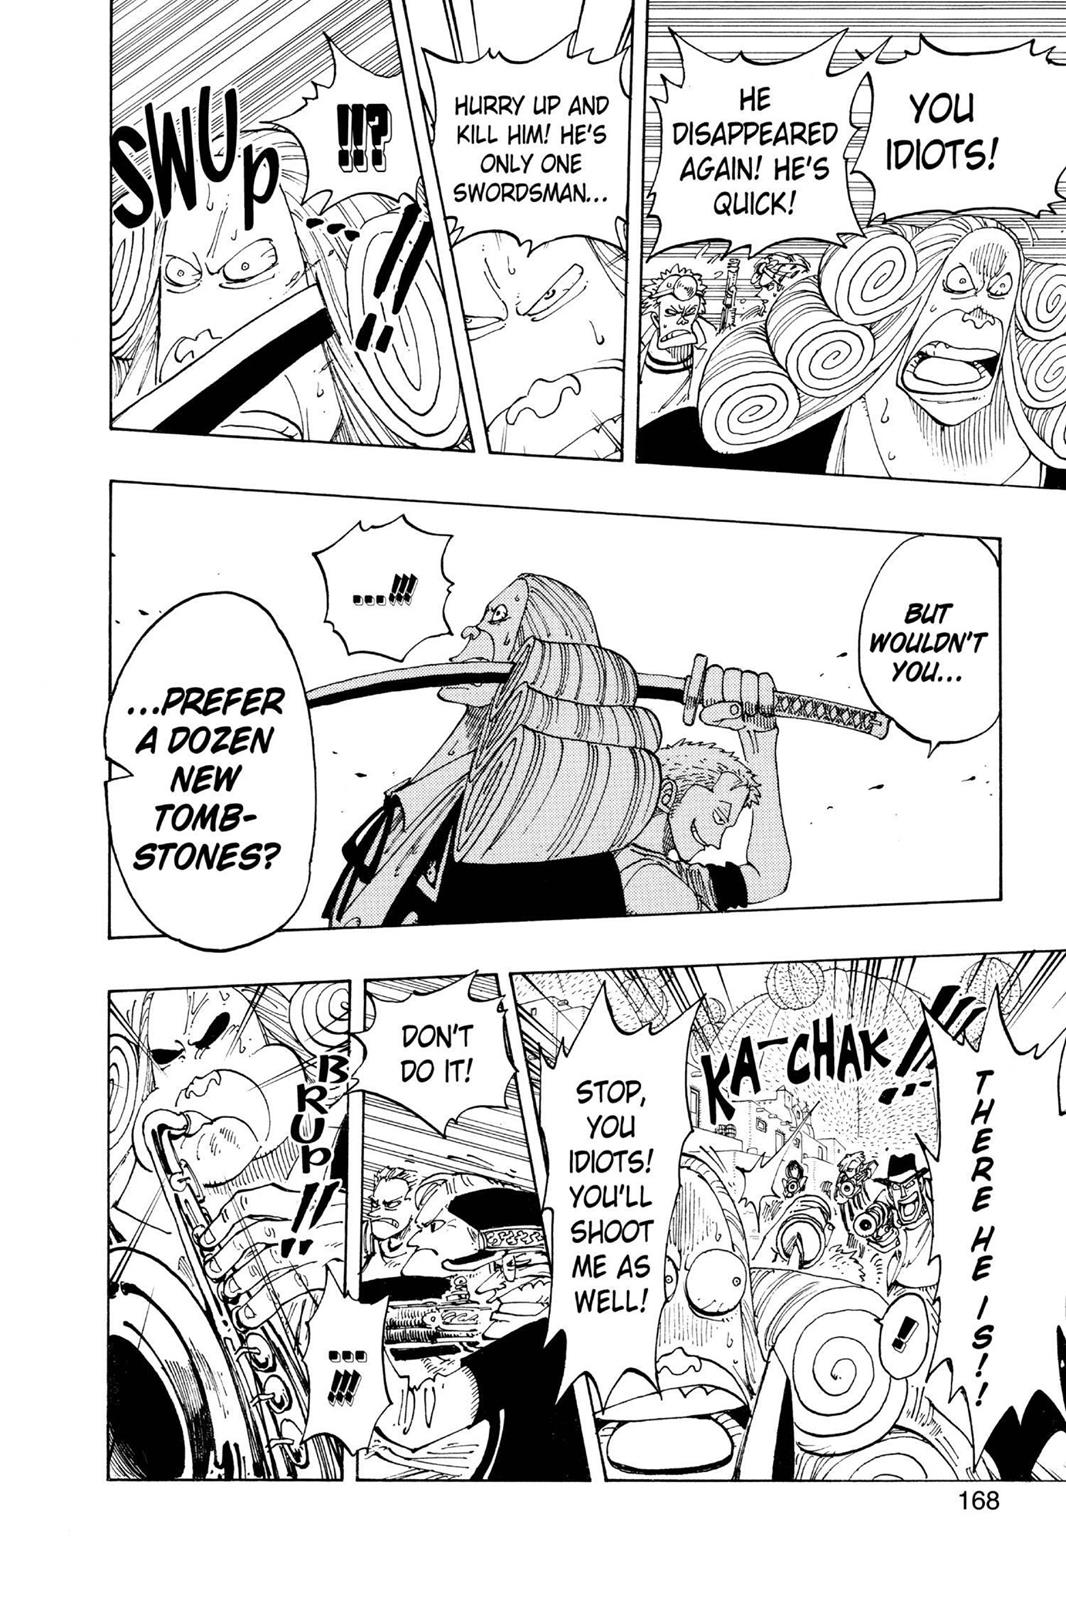 YOU
IDIOTS!
HE
DISAPPEARED
AGAIN! HE'S
QUICK!
HURRY UP AND
KILL HIM! HE'S
ONLY ONE
SWORDSMAN...
!!!?
SWUP
!!
BUT
WOULDN'T
YOU...
...!!!
...PREFER
A DOZEN
NEW
TOMB-
STONES?
THERE HE IS!!
KA-CHAK!!
!
STOP,
YOU
IDIOTS!
YOU'LL
SHOOT
ME AS
WELL!
DON'T
DO IT!
BRUP!!
...
!!!
168